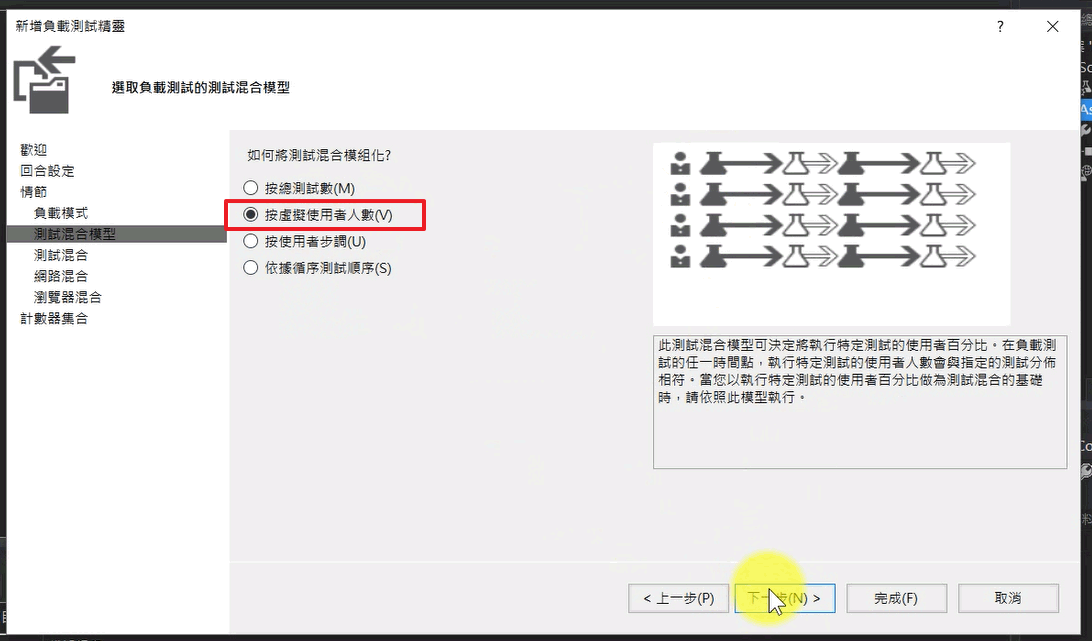 新增負載測試精靈
?
選取負載測試的測試混合模型
歡迎
回合設定
情節
負載模式
測試混合模型
測試混合
網路混合
瀏覽器混合
計數器集合
如何將測試混合模組化?
按總測試數(M)
按虛擬使用者人數(V)
按使用者步調(U)
依據循序測試順序(S)
此測試混合模型可決定將執行特定測試的使用者百分比。在負載測
試的任一時間點，執行特定測試的使用者人數會與指定的測試分佈
相符。當您以執行特定測試的使用者百分比做為測試混合的基礎
時，請依照此模型執行。
< 上一步(P)
下一步(N) >
完成(F)
取消